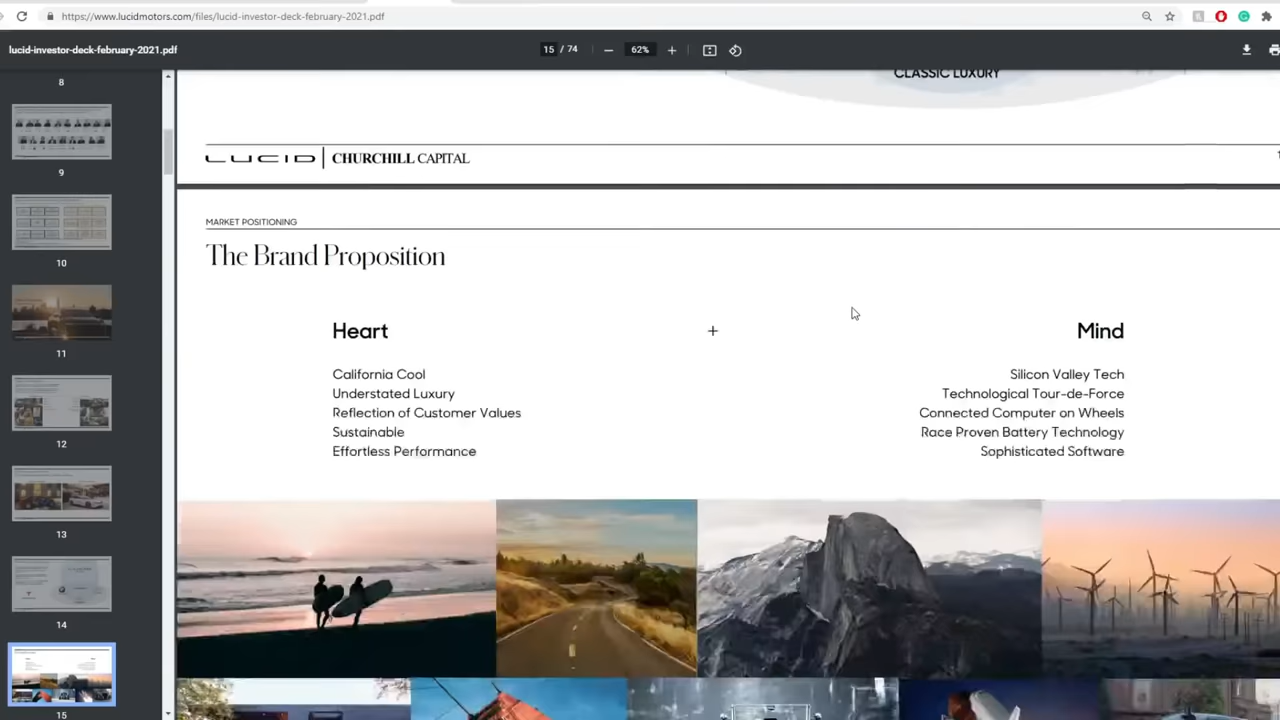 https://www.lucidmotors.com/files/lucid-investor-deck-february-2021.pdf
lucid-investor-deck-february-2021.pdf
15 / 74
62%
8
9
10
11
12
13
14
15
CLASSIC LUXURY
LUCID | CHURCHILL CAPITAL
MARKET POSITIONING
The Brand Proposition
Heart + Mind
California Cool
Understated Luxury
Reflection of Customer Values
Sustainable
Effortless Performance
Silicon Valley Tech
Technological Tour-de-Force
Connected Computer on Wheels
Race Proven Battery Technology
Sophisticated Software